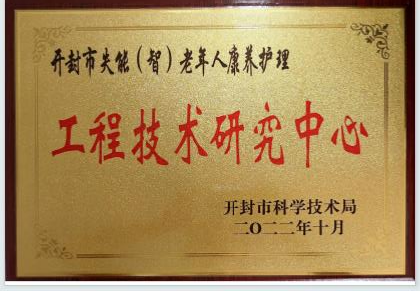 开封市失能（智）老年人康养护理
工程技术研究中心
开封市科学技术局
二〇二二年十月